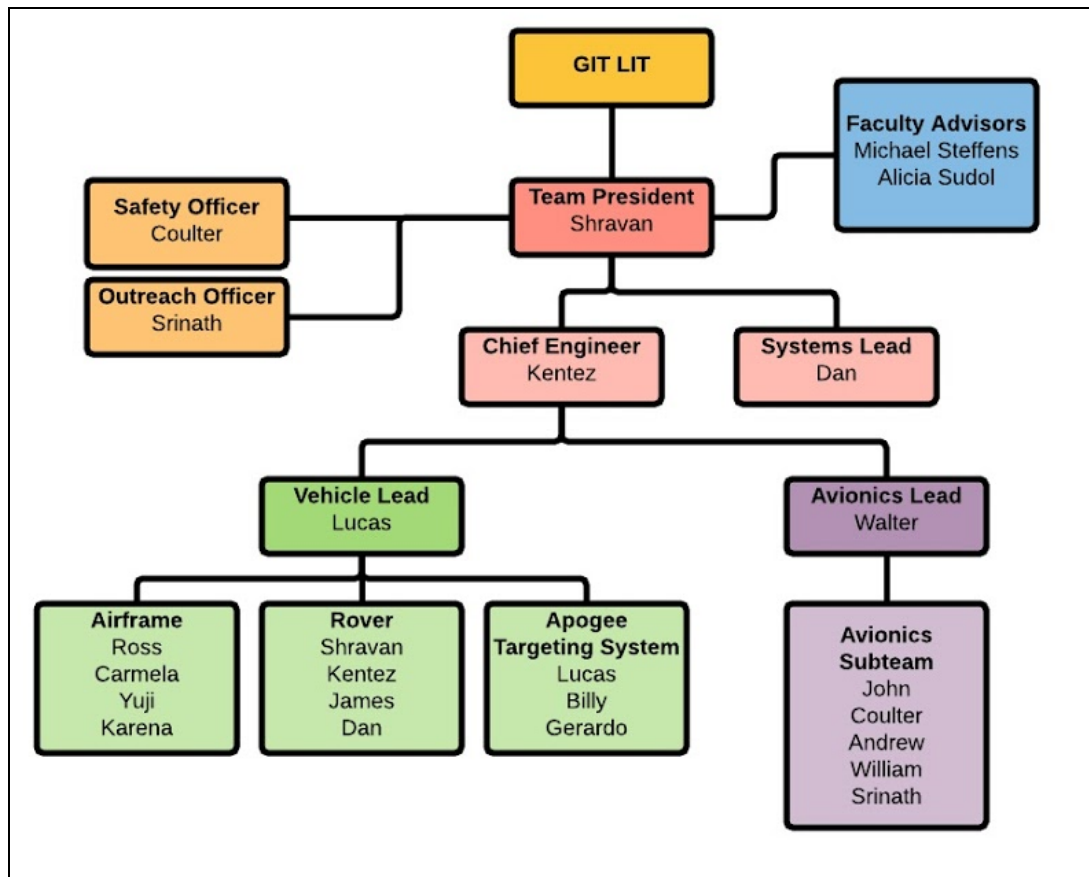 GIT LIT
Faculty Advisors
Michael Steffens
Alicia Sudol
Team President
Shravan
Safety Officer
Coulter
Outreach Officer
Srinath
Chief Engineer
Kentez
Systems Lead
Dan
Vehicle Lead
Lucas
Avionics Lead
Walter
Airframe
Ross
Carmela
Yuji
Karena
Rover
Shravan
Kentez
James
Dan
Apogee
Targeting System
Lucas
Billy
Gerardo
Avionics
Subteam
John
Coulter
Andrew
William
Srinath